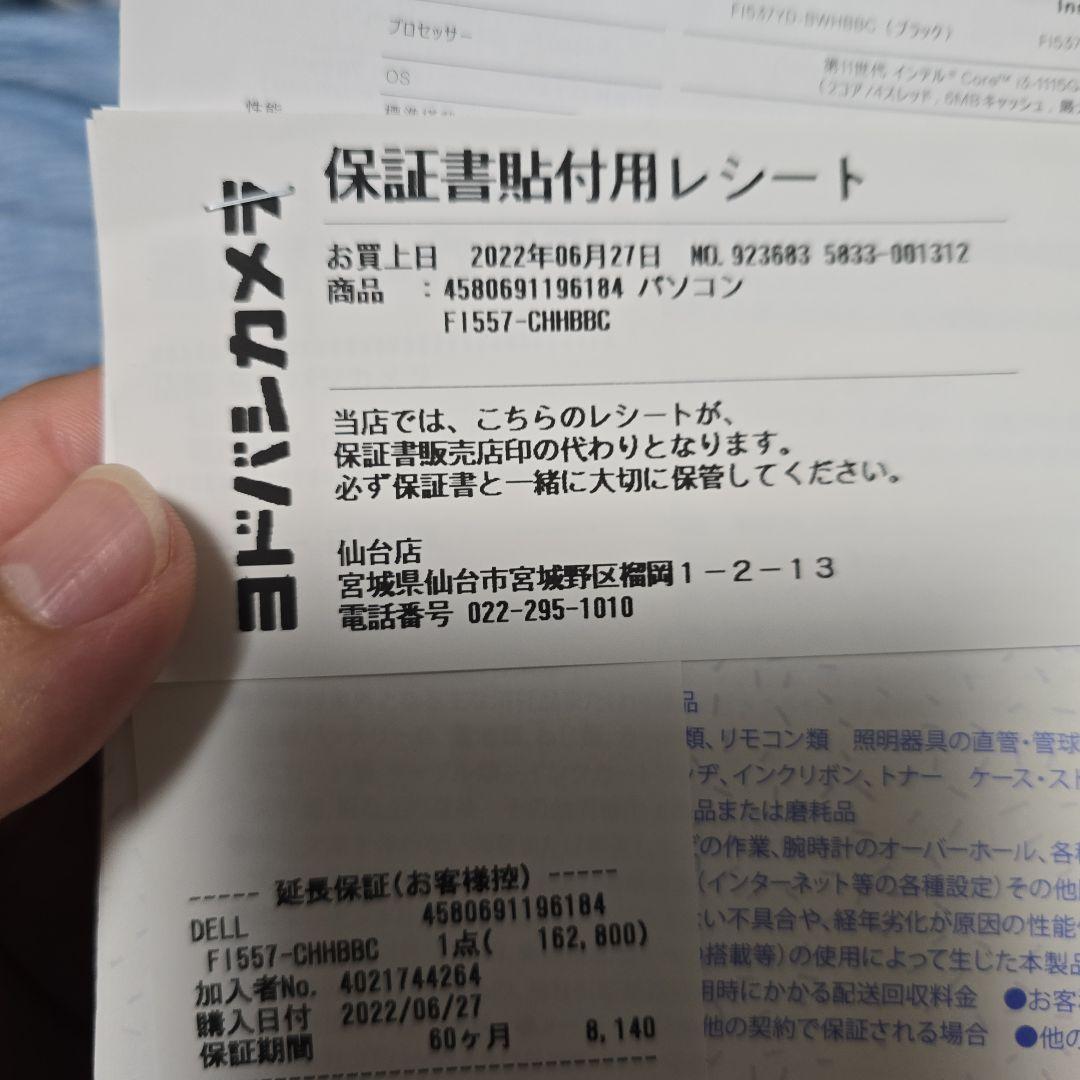 FI537YD-BWHBBC（ブラック）
プロセッサー
第11世代 インテル® Core™ i3-1115G
OS
（2コア/4スレッド, 6MBキャッシュ,
性能
ヨドバシカメラ
保証書貼付用レシート
お買上日 2022年06月27日 NO. 923683 5833-001312
商品 : 4580691196184 パソコン
FI557-CHHBBC
当店では、こちらのレシートが、
保証書販売店印の代わりとなります。
必ず保証書と一緒に大切に保管してください。
仙台店
宮城県仙台市宮城野区榴岡１－２－１３
電話番号 022-295-1010
品
類、リモコン類 照明器具の直管・管球
ッヂ、インクリボン、トナー ケース・スト
品または磨耗品
の作業、腕時計のオーバーホール、各種
（インターネット等の各種設定）その他
い不具合や、経年劣化が原因の性能
搭載等）の使用によって生じた本製品
用時にかかる配送回収料金 ●お客
他の契約で保証される場合 ●他の
----- 延長保証(お客様控) -----
DELL 4580691196184
FI557-CHHBBC 1点( 162,800)
加入者No. 4021744264
購入日付 2022/06/27
保証期間 60ヶ月 8,140